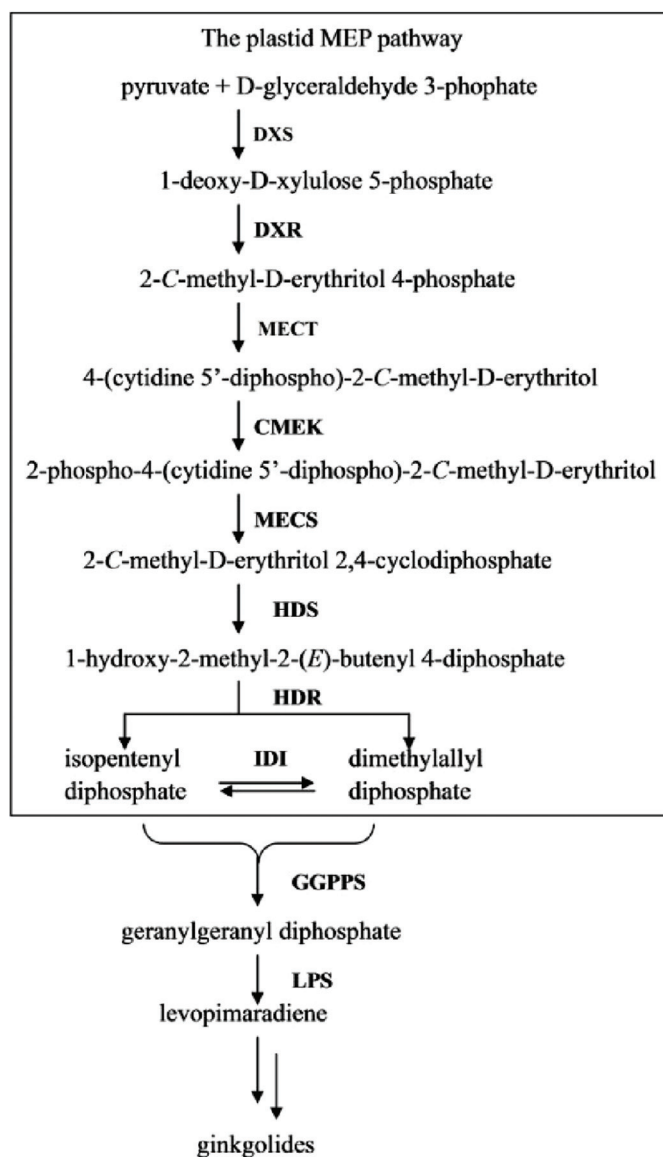 The plastid MEP pathway
pyruvate + D-glyceraldehyde 3-phophate
DXS
1-deoxy-D-xylulose 5-phosphate
DXR
2-C-methyl-D-erythritol 4-phosphate
MECT
4-(cytidine 5’-diphospho)-2-C-methyl-D-erythritol
CMEK
2-phospho-4-(cytidine 5’-diphospho)-2-C-methyl-D-erythritol
MECS
2-C-methyl-D-erythritol 2,4-cyclodiphosphate
HDS
1-hydroxy-2-methyl-2-(E)-butenyl 4-diphosphate
HDR
isopentenyl
diphosphate
IDI
dimethylallyl
diphosphate
GGPPS
geranylgeranyl diphosphate
LPS
levopimaradiene
ginkgolides